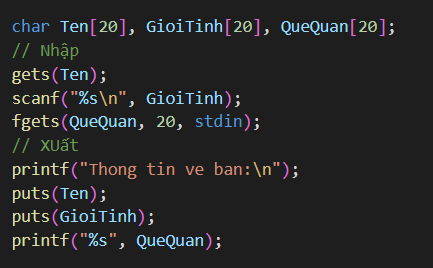 char Ten[20], GioiTinh[20], QueQuan[20];
// Nhập
gets(Ten);
scanf("%s\n", GioiTinh);
fgets(QueQuan, 20, stdin);
// XUất
printf("Thong tin ve ban:\n");
puts(Ten);
puts(GioiTinh);
printf("%s", QueQuan);